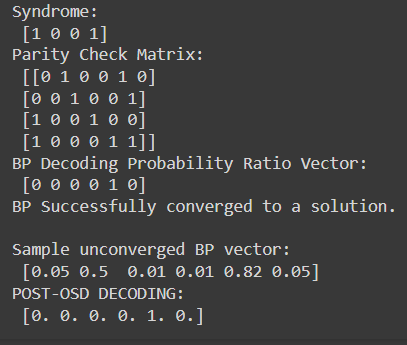 Syndrome:
[1 0 0 1]
Parity Check Matrix:
[[0 1 0 0 1 0]
[0 0 1 0 0 1]
[1 0 0 1 0 0]
[1 0 0 0 1 1]]
BP Decoding Probability Ratio Vector:
[0 0 0 0 1 0]
BP Successfully converged to a solution.
Sample unconverged BP vector:
[0.05 0.5  0.01 0.01 0.82 0.05]
POST-OSD DECODING:
[0. 0. 0. 0. 1. 0.]